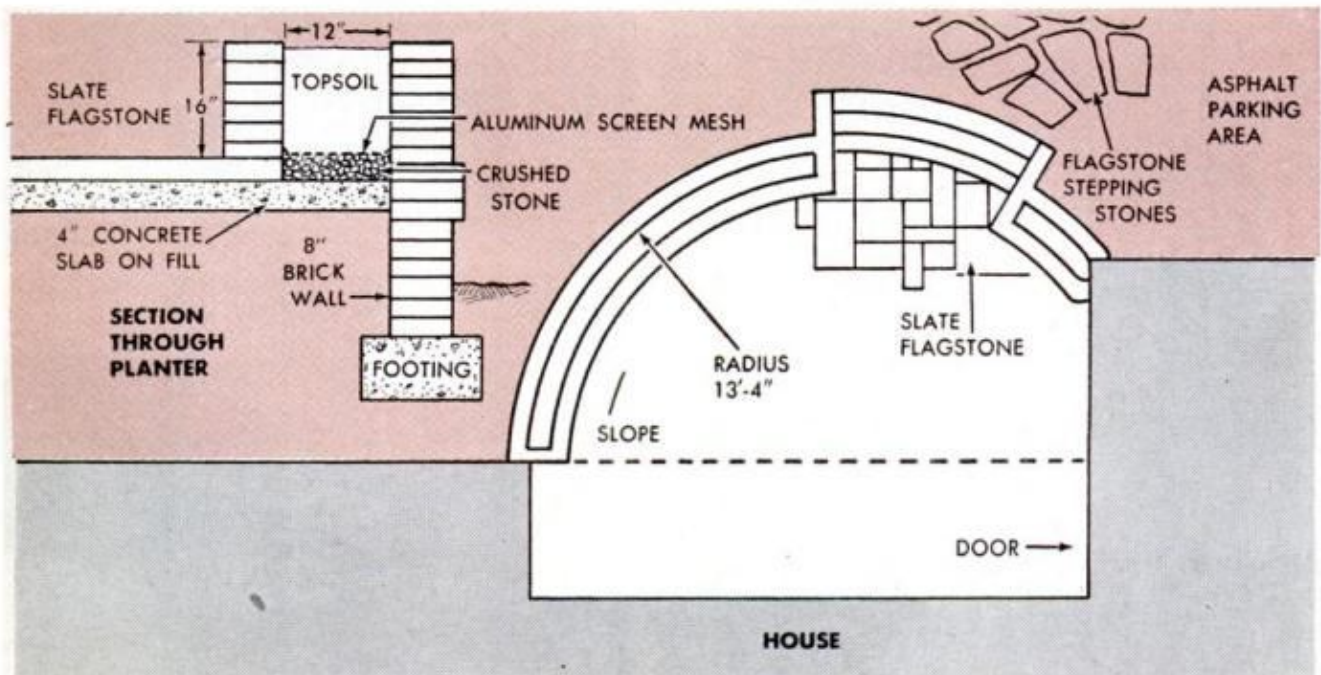 12"
SLATE
FLAGSTONE
16"
TOPSOIL
ALUMINUM SCREEN MESH
CRUSHED
STONE
4" CONCRETE
SLAB ON FILL
8"
BRICK
WALL
SECTION
THROUGH
PLANTER
FOOTING
ASPHALT
PARKING
AREA
FLAGSTONE
STEPPING
STONES
SLATE
FLAGSTONE
RADIUS
13'-4"
SLOPE
DOOR
HOUSE